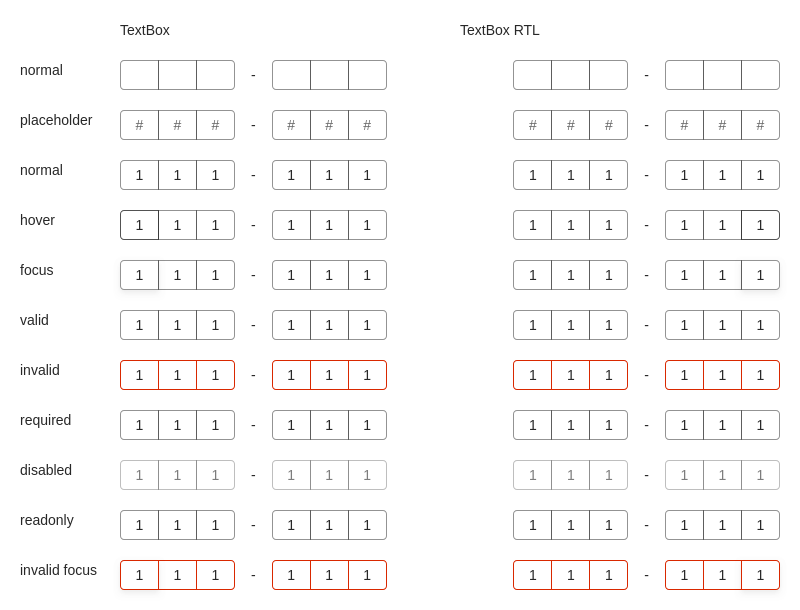 TextBox TextBox RTL
normal - -
placeholder # # # - # # # # # # - # # #
normal 1 1 1 - 1 1 1 1 1 1 - 1 1 1
hover 1 1 1 - 1 1 1 1 1 1 - 1 1 1
focus 1 1 1 - 1 1 1 1 1 1 - 1 1 1
valid 1 1 1 - 1 1 1 1 1 1 - 1 1 1
invalid 1 1 1 - 1 1 1 1 1 1 - 1 1 1
required 1 1 1 - 1 1 1 1 1 1 - 1 1 1
disabled 1 1 1 - 1 1 1 1 1 1 - 1 1 1
readonly 1 1 1 - 1 1 1 1 1 1 - 1 1 1
invalid focus 1 1 1 - 1 1 1 1 1 1 - 1 1 1